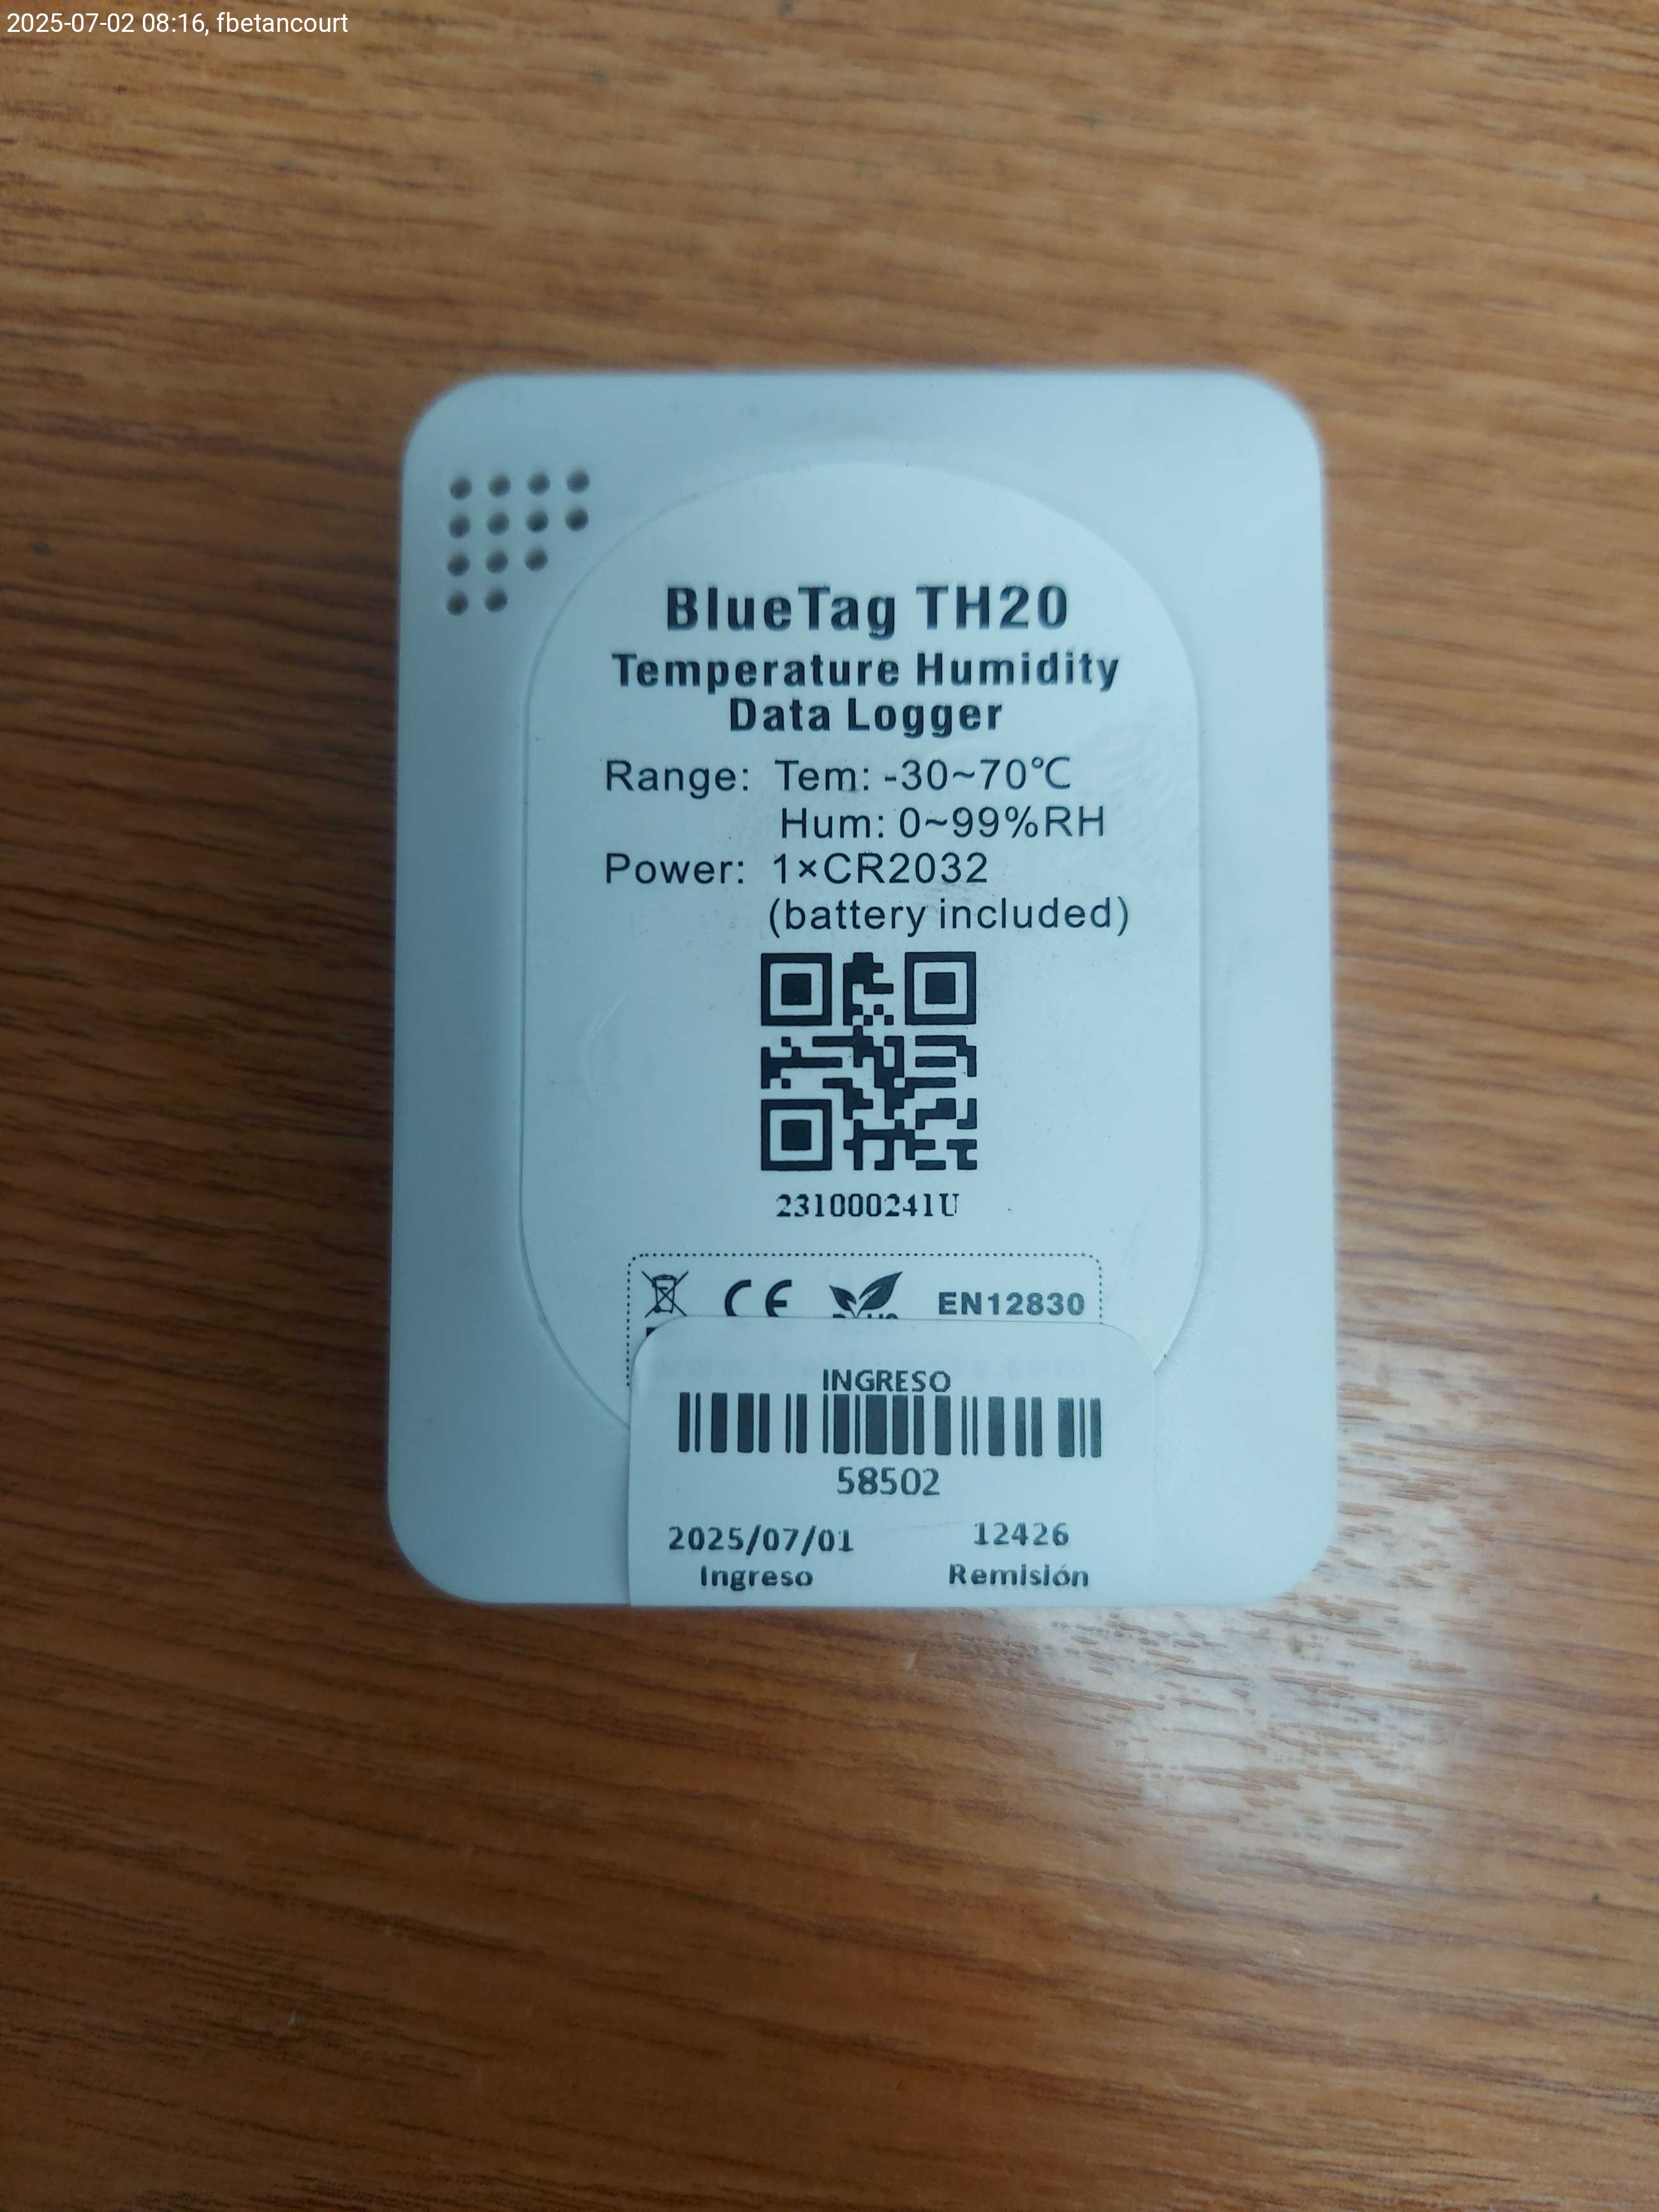 2025-07-02 08:16, fbetancourt
BlueTag TH20
Temperature Humidity
Data Logger
Range: Tem: -30~70℃
Hum: 0~99%RH
Power: 1×CR2032
(battery included)
231000241U
CE EN12830
INGRESO
58502
2025/07/01 12426
Ingreso Remisión